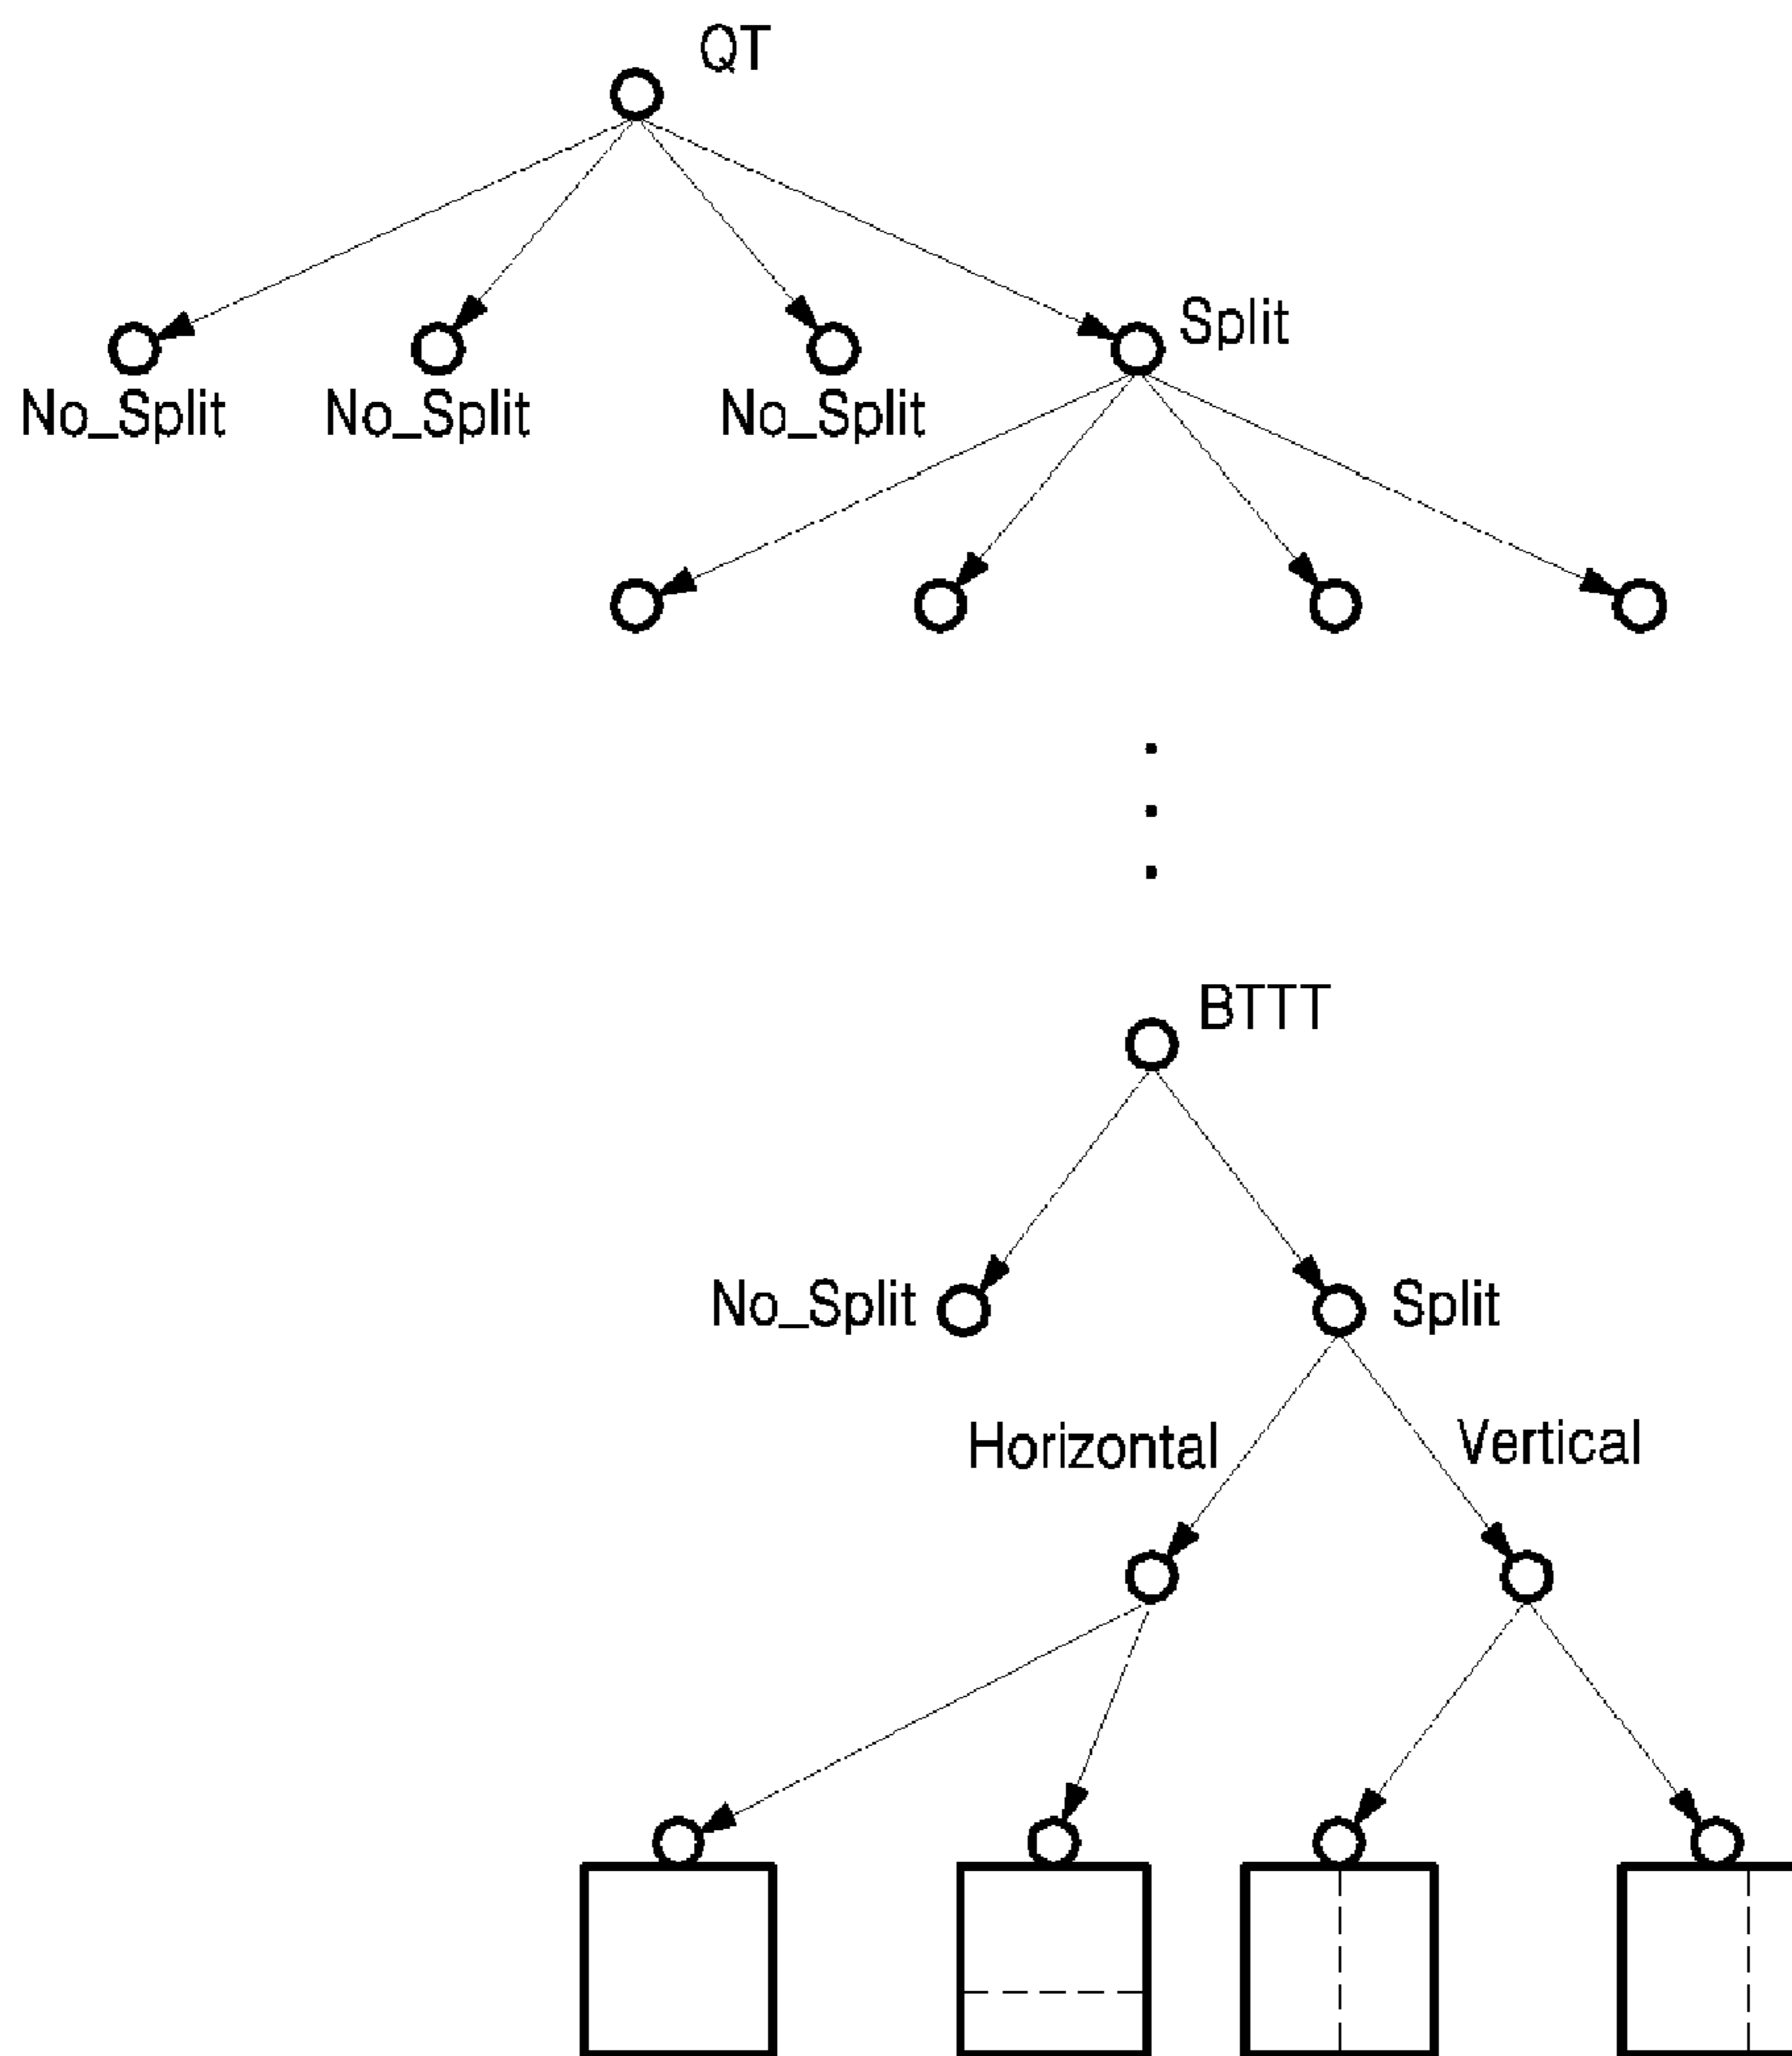 QT
Split
No_Split No_Split No_Split
BTTT
No_Split Split
Horizontal Vertical